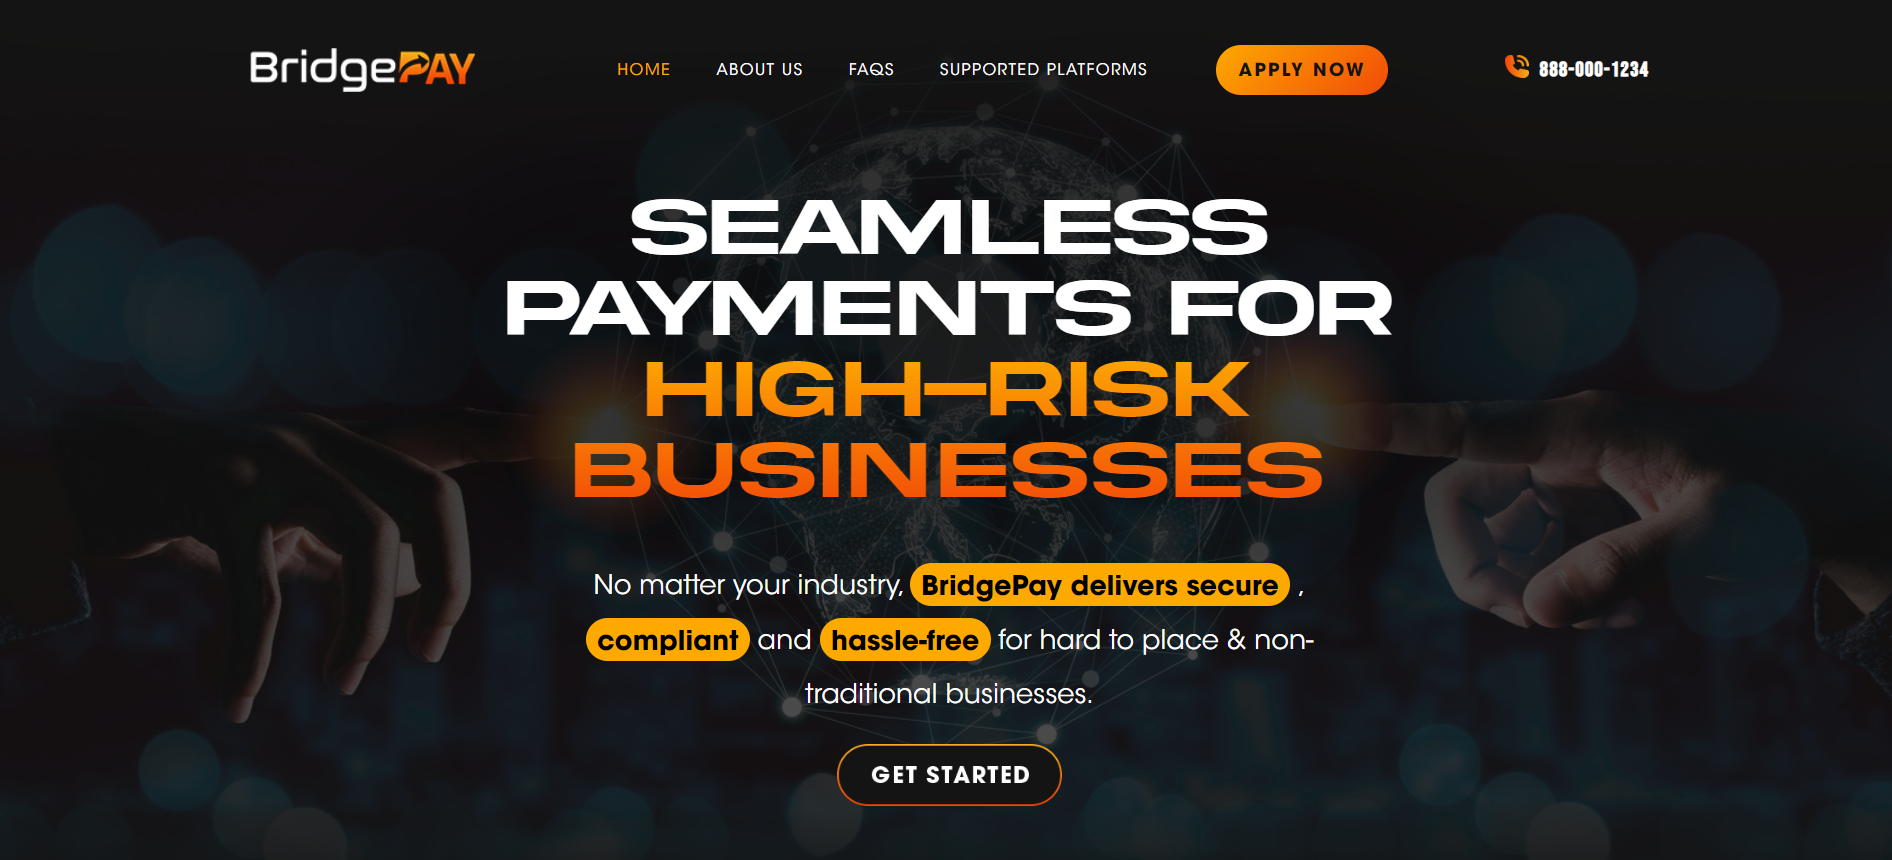 BridgePAY
HOME
ABOUT US
FAQS
SUPPORTED PLATFORMS
APPLY NOW
888-000-1234
SEAMLESS
PAYMENTS FOR
HIGH-RISK
BUSINESSES
No matter your industry, BridgePay delivers secure ,
compliant and hassle-free for hard to place & non-
traditional businesses.
GET STARTED